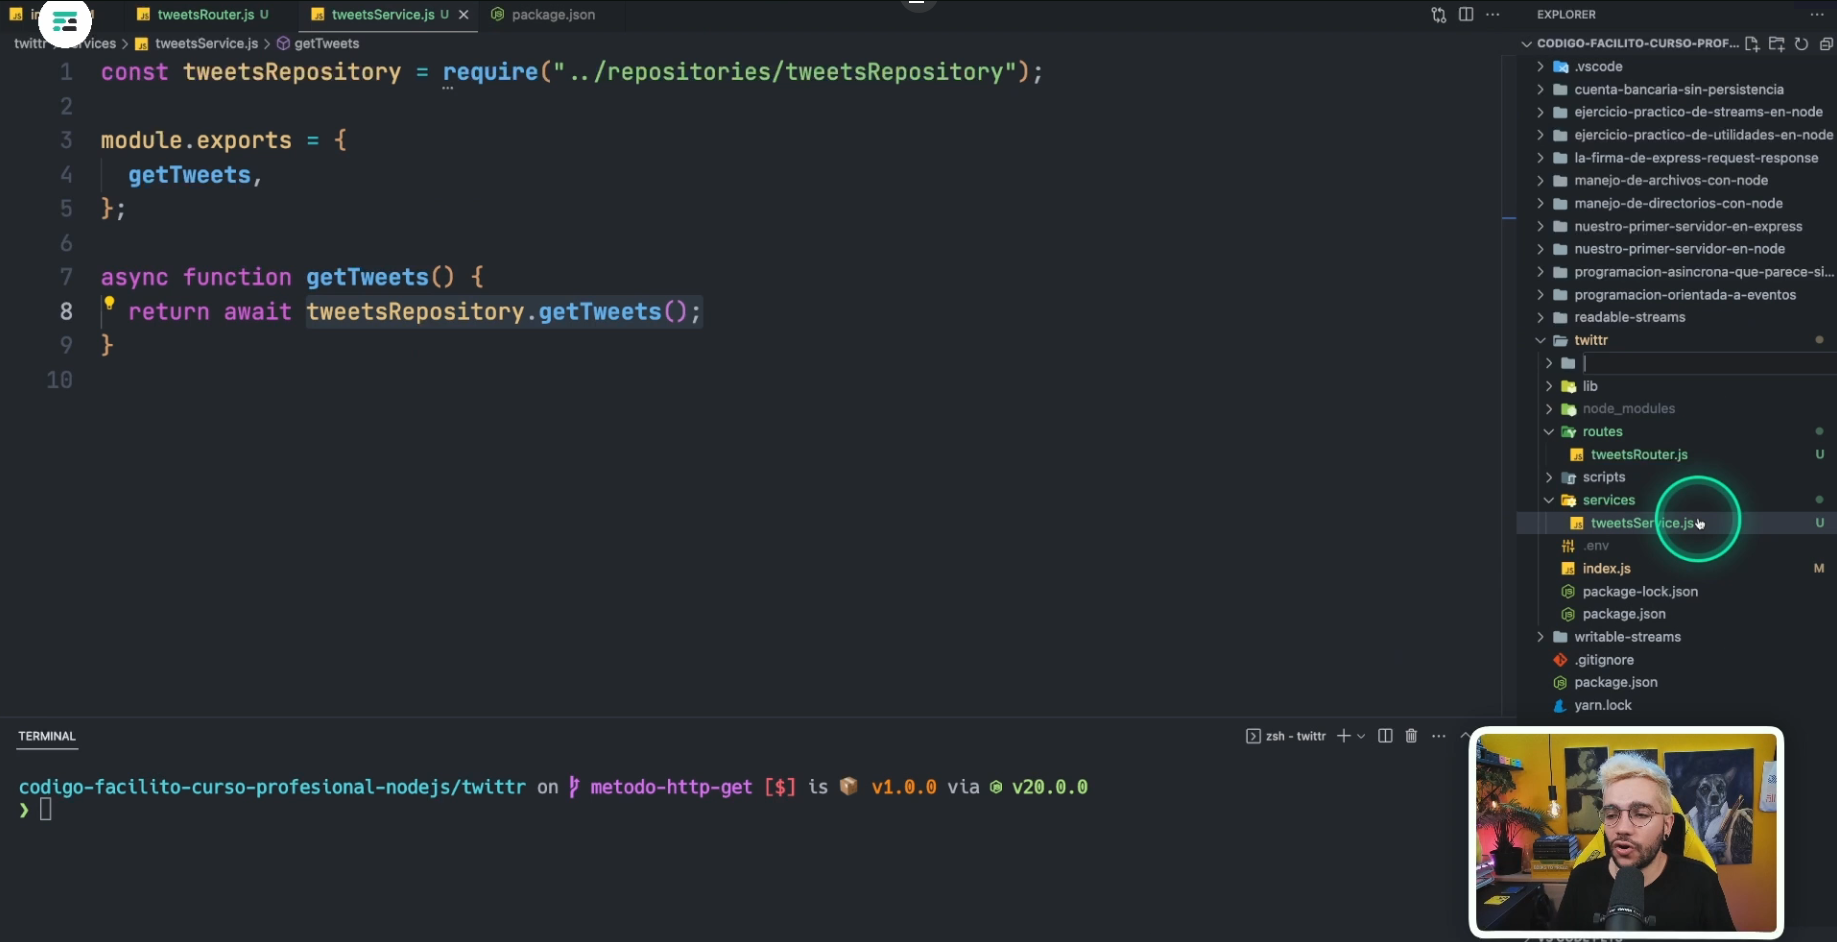 tweetsRouter.js U
tweetsService.js U
package.json
twittr
tweetsService.js > getTweets
1 const tweetsRepository = require("../repositories/tweetsRepository");
2
3 module.exports = {
4 getTweets,
5 };
6
7 async function getTweets() {
8 return await tweetsRepository.getTweets();
9 }
10
EXPLORER
CODIGO-FACILITO-CURSO-PROF...
.vscode
cuenta-bancaria-sin-persistencia
ejercicio-practico-de-streams-en-node
ejercicio-practico-de-utilidades-en-node
la-firma-de-express-request-response
manejo-de-archivos-con-node
manejo-de-directorios-con-node
nuestro-primer-servidor-en-express
nuestro-primer-servidor-en-node
programacion-asincrona-que-parece-si...
programacion-orientada-a-eventos
readable-streams
twittr
lib
node_modules
routes
tweetsRouter.js U
scripts
services
tweetsService.js U
.env
index.js M
package-lock.json
package.json
writable-streams
.gitignore
package.json
yarn.lock
TERMINAL
zsh - twittr
codigo-facilito-curso-profesional-nodejs/twittr on metodo-http-get [$] is 📦 v1.0.0 via v20.0.0
❯